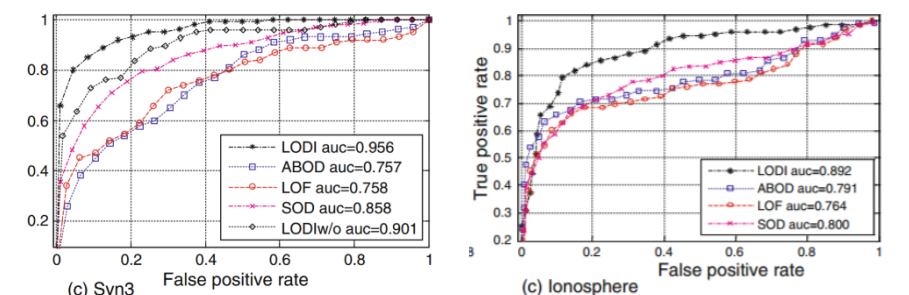 1
0.8
0.6
0.4
0.2
LODI auc=0.956
ABOD auc=0.757
LOF auc=0.758
SOD auc=0.858
LODIw/o auc=0.901
0 0.2 0.4 0.6 0.8 1
False positive rate
(c) Syn3
True positive rate
1
0.9
0.8
0.7
0.6
0.5
0.4
0.3
0.2
8
LODI auc=0.892
ABOD auc=0.791
LOF auc=0.764
SOD auc=0.800
0 0.2 0.4 0.6 0.8 1
False positive rate
(c) Ionosphere